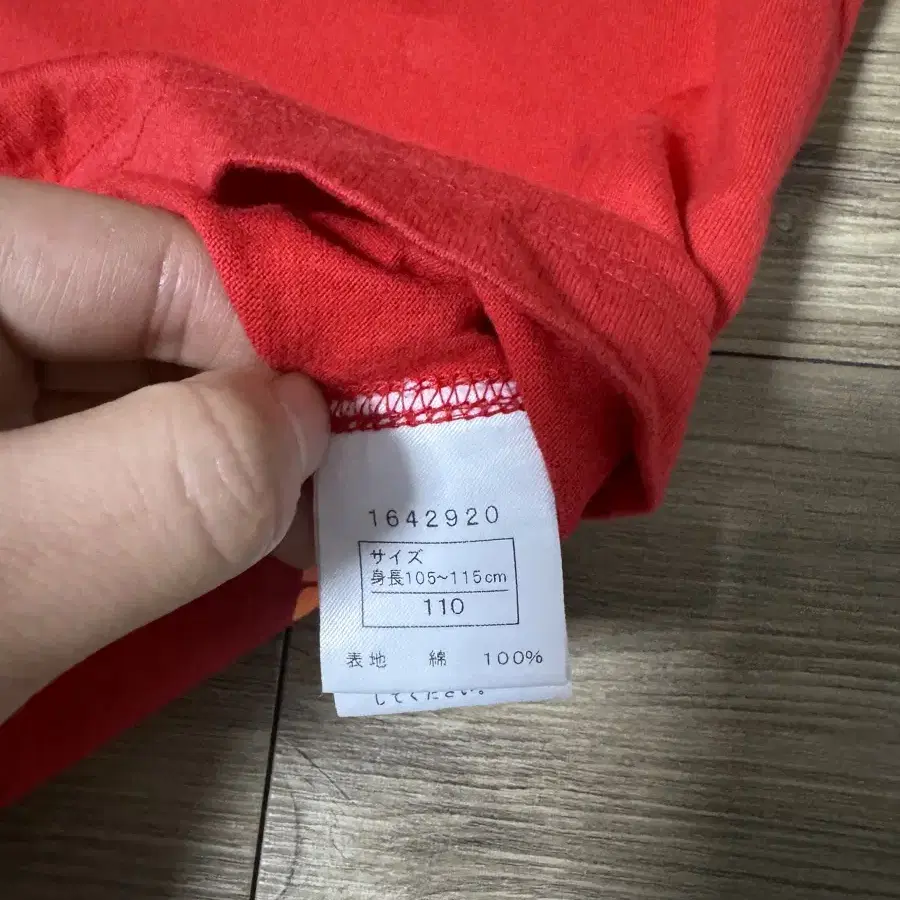 1642920
サイズ
身長105~115cm
110
表地 綿 100%
してください。